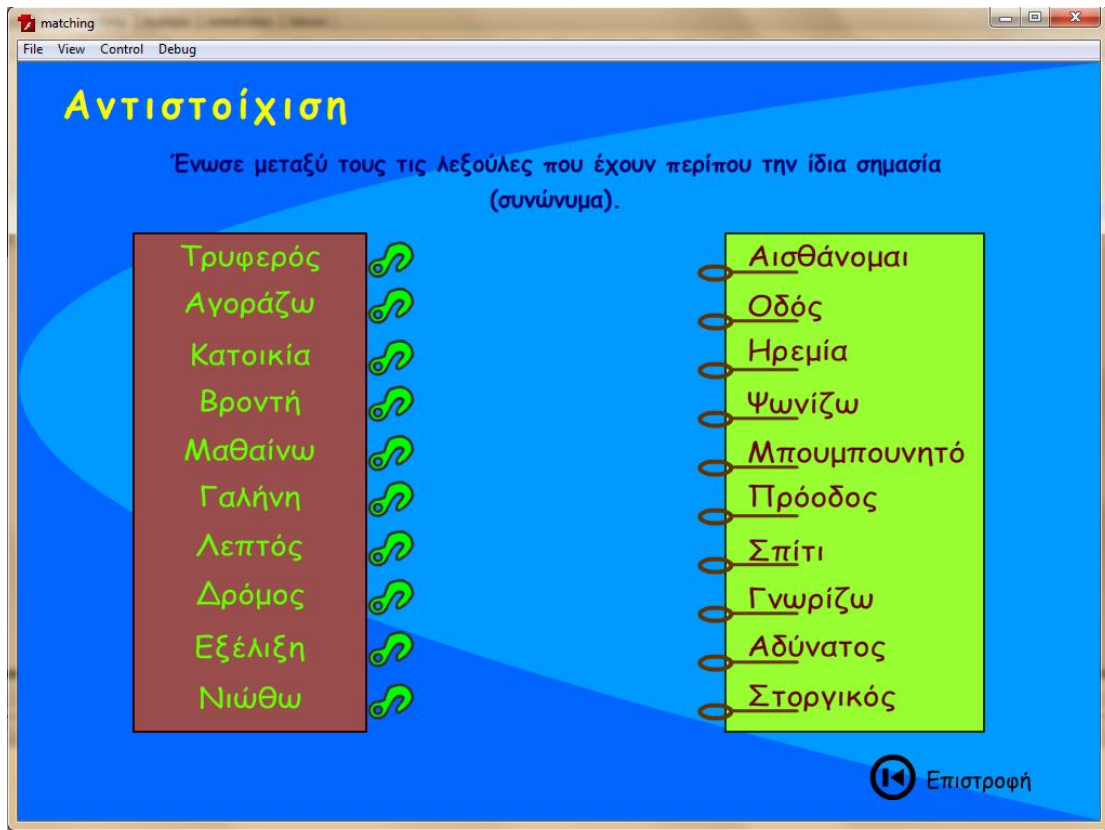 matching
File View Control Debug
Αντιστοίχιση
Ένωσε μεταξύ τους τις λεξούλες που έχουν περίπου την ίδια σημασία
(συνώνυμα).
Τρυφερός Αισθάνομαι
Αγοράζω Οδός
Κατοικία Ηρεμία
Βροντή Ψωνίζω
Μαθαίνω Μπουμπουνητό
Γαλήνη Πρόοδος
Λεπτός Σπίτι
Δρόμος Γνωρίζω
Εξέλιξη Αδύνατος
Νιώθω Στοργικός
Επιστροφή